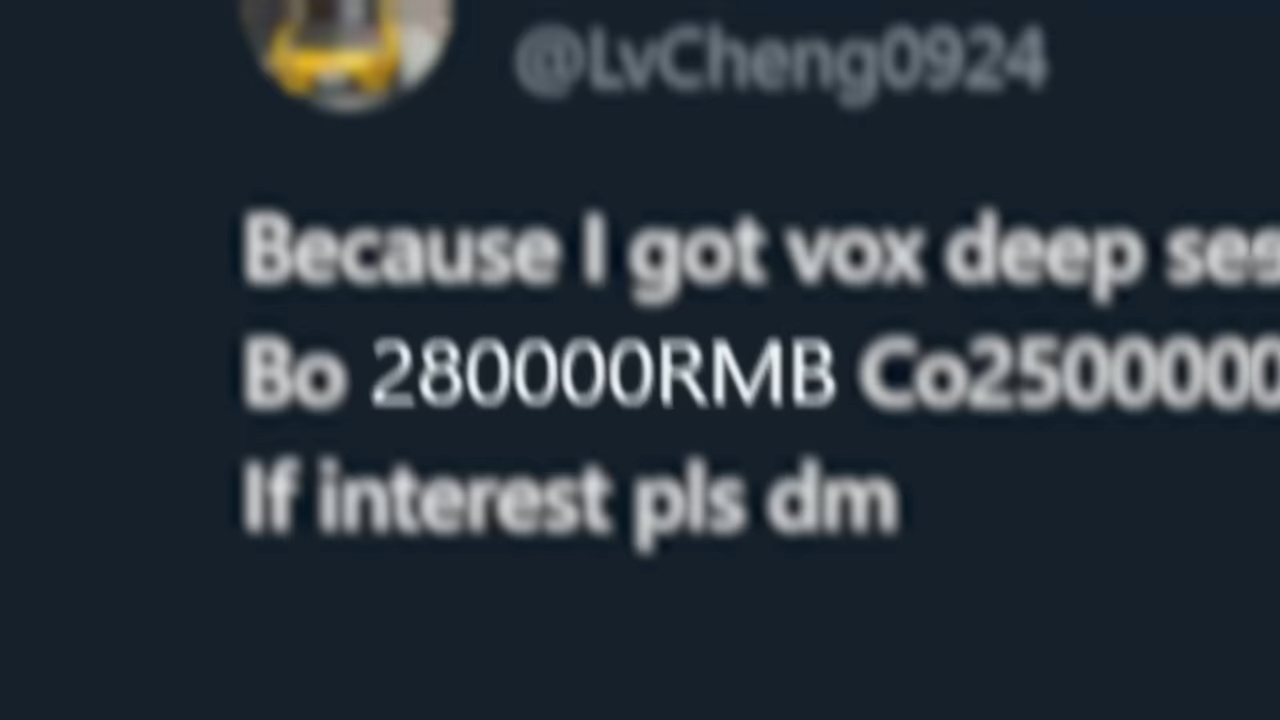 @LvCheng0924
Because I got vox deep
Bo 280000RMB
If interest pls dm